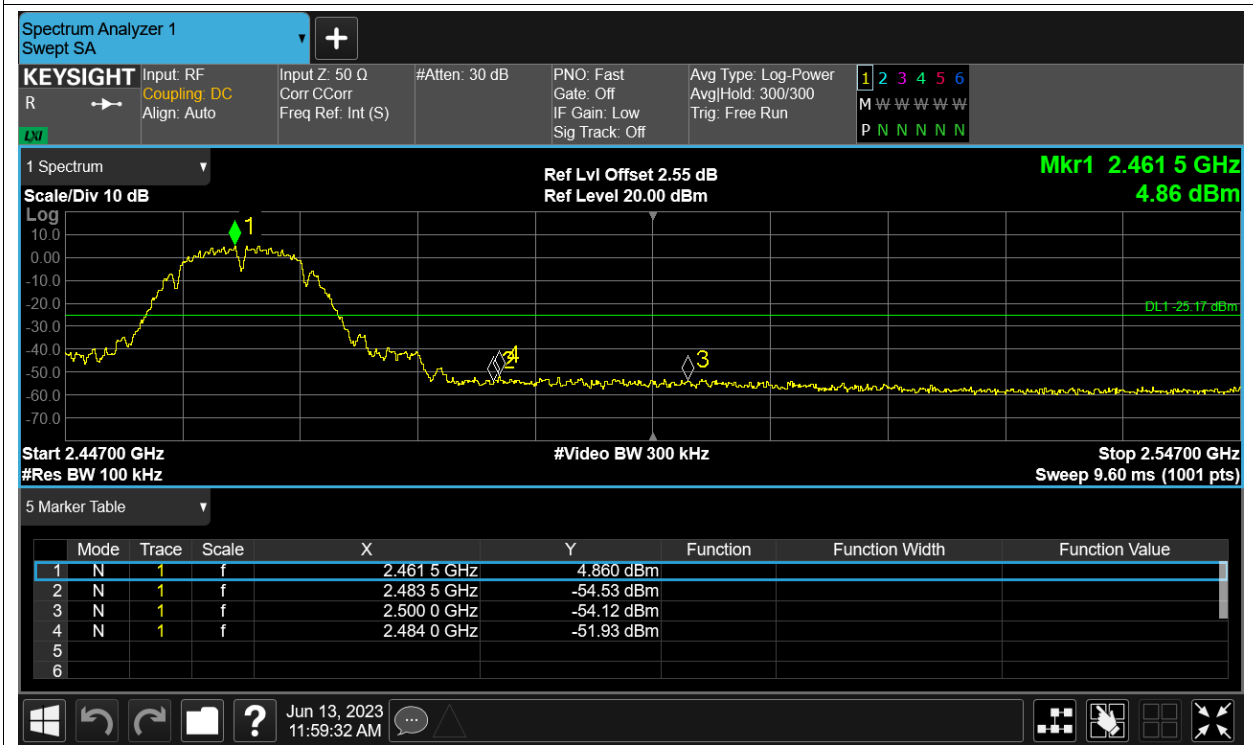 Spectrum Analyzer 1
Swept SA
+
KEYSIGHT Input: RF Input Z: 50 Ω #Atten: 30 dB PNO: Fast Avg Type: Log-Power 1 2 3 4 5 6
R Coupling: DC Corr CCorr Gate: Off Avg|Hold: 300/300 M W W W W W W
Align: Auto Freq Ref: Int (S) IF Gain: Low Trig: Free Run
LXI Sig Track: Off P N N N N N N
1 Spectrum Ref Lvl Offset 2.55 dB Mkr1 2.461 5 GHz
Scale/Div 10 dB Ref Level 20.00 dBm 4.86 dBm
Log
1
10.0
0.00
-10.0
-20.0
DL1 -25.17 dBm
-30.0
-40.0
2 4 3
-50.0
-60.0
-70.0
Start 2.44700 GHz #Video BW 300 kHz Stop 2.54700 GHz
#Res BW 100 kHz Sweep 9.60 ms (1001 pts)
5 Marker Table
Mode Trace Scale X Y Function Function Width Function Value
1 N 1 f 2.461 5 GHz 4.860 dBm
2 N 1 f 2.483 5 GHz -54.53 dBm
3 N 1 f 2.500 0 GHz -54.12 dBm
4 N 1 f 2.484 0 GHz -51.93 dBm
5
6
? Jun 13, 2023
11:59:32 AM